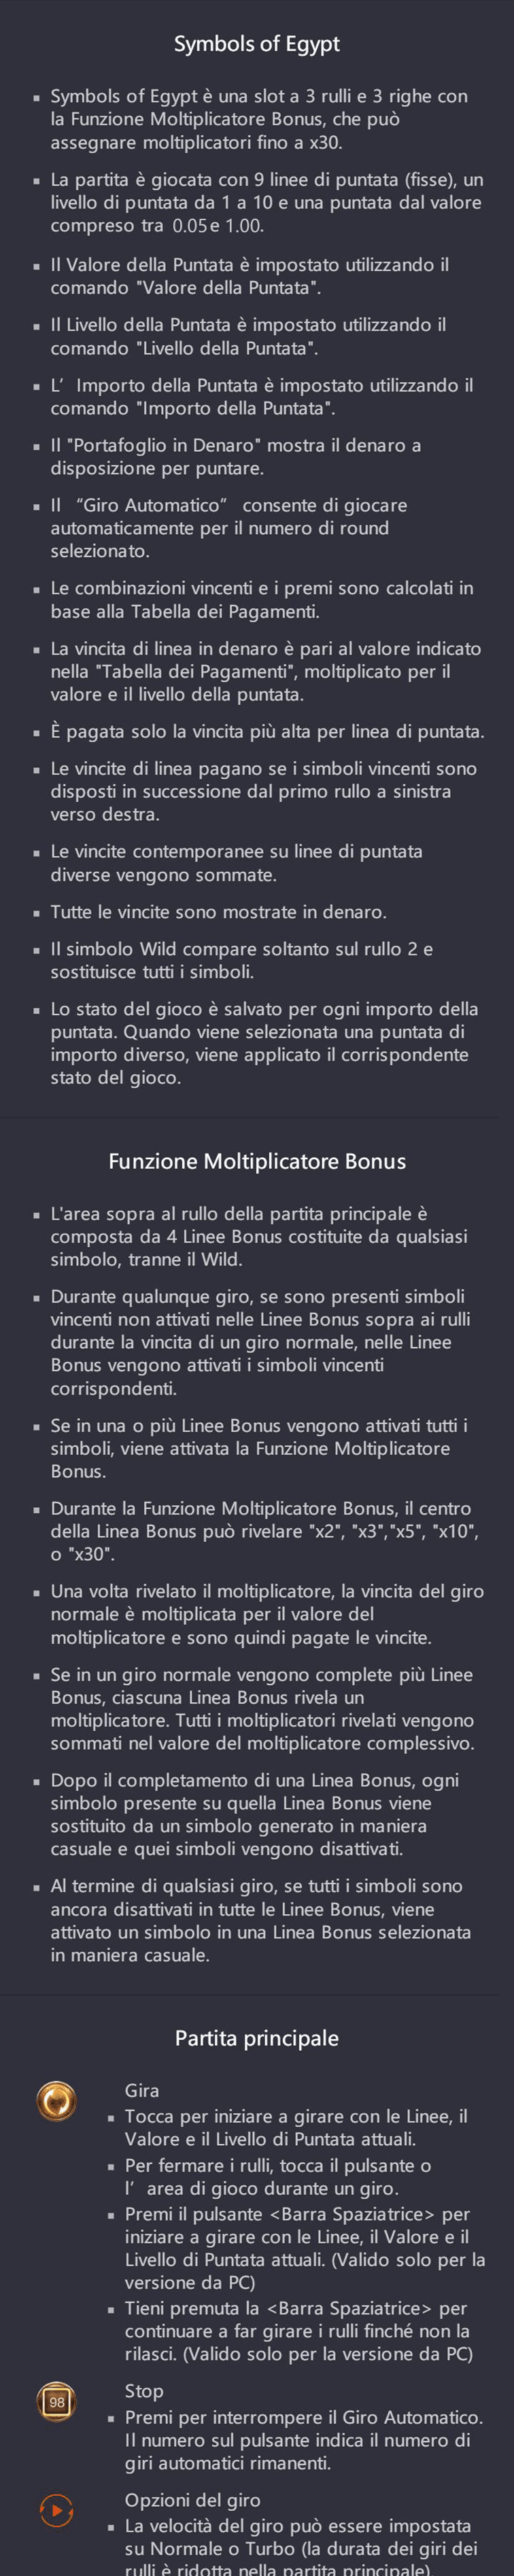 Symbols of Egypt
▪ Symbols of Egypt è una slot a 3 rulli e 3 righe con
la Funzione Moltiplicatore Bonus, che può
assegnare moltiplicatori fino a x30.
▪ La partita è giocata con 9 linee di puntata (fisse), un
livello di puntata da 1 a 10 e una puntata dal valore
compreso tra 0.05 e 1.00.
▪ Il Valore della Puntata è impostato utilizzando il
comando "Valore della Puntata".
▪ Il Livello della Puntata è impostato utilizzando il
comando "Livello della Puntata".
▪ L’ Importo della Puntata è impostato utilizzando il
comando "Importo della Puntata".
▪ Il "Portafoglio in Denaro" mostra il denaro a
disposizione per puntare.
▪ Il “Giro Automatico” consente di giocare
automaticamente per il numero di round
selezionato.
▪ Le combinazioni vincenti e i premi sono calcolati in
base alla Tabella dei Pagamenti.
▪ La vincita di linea in denaro è pari al valore indicato
nella "Tabella dei Pagamenti", moltiplicato per il
valore e il livello della puntata.
▪ È pagata solo la vincita più alta per linea di puntata.
▪ Le vincite di linea pagano se i simboli vincenti sono
disposti in successione dal primo rullo a sinistra
verso destra.
▪ Le vincite contemporanee su linee di puntata
diverse vengono sommate.
▪ Tutte le vincite sono mostrate in denaro.
▪ Il simbolo Wild compare soltanto sul rullo 2 e
sostituisce tutti i simboli.
▪ Lo stato del gioco è salvato per ogni importo della
puntata. Quando viene selezionata una puntata di
importo diverso, viene applicato il corrispondente
stato del gioco.
Funzione Moltiplicatore Bonus
▪ L'area sopra al rullo della partita principale è
composta da 4 Linee Bonus costituite da qualsiasi
simbolo, tranne il Wild.
▪ Durante qualunque giro, se sono presenti simboli
vincenti non attivati nelle Linee Bonus sopra ai rulli
durante la vincita di un giro normale, nelle Linee
Bonus vengono attivati i simboli vincenti
corrispondenti.
▪ Se in una o più Linee Bonus vengono attivati tutti i
simboli, viene attivata la Funzione Moltiplicatore
Bonus.
▪ Durante la Funzione Moltiplicatore Bonus, il centro
della Linea Bonus può rivelare "x2", "x3","x5", "x10",
o "x30".
▪ Una volta rivelato il moltiplicatore, la vincita del giro
normale è moltiplicata per il valore del
moltiplicatore e sono quindi pagate le vincite.
▪ Se in un giro normale vengono complete più Linee
Bonus, ciascuna Linea Bonus rivela un
moltiplicatore. Tutti i moltiplicatori rivelati vengono
sommati nel valore del moltiplicatore complessivo.
▪ Dopo il completamento di una Linea Bonus, ogni
simbolo presente su quella Linea Bonus viene
sostituito da un simbolo generato in maniera
casuale e quei simboli vengono disattivati.
▪ Al termine di qualsiasi giro, se tutti i simboli sono
ancora disattivati in tutte le Linee Bonus, viene
attivato un simbolo in una Linea Bonus selezionata
in maniera casuale.
Partita principale
Gira
▪ Tocca per iniziare a girare con le Linee, il
Valore e il Livello di Puntata attuali.
▪ Per fermare i rulli, tocca il pulsante o
l’ area di gioco durante un giro.
▪ Premi il pulsante <Barra Spaziatrice> per
iniziare a girare con le Linee, il Valore e il
Livello di Puntata attuali. (Valido solo per la
versione da PC)
▪ Tieni premuta la <Barra Spaziatrice> per
continuare a far girare i rulli finché non la
rilasci. (Valido solo per la versione da PC)
98
Stop
▪ Premi per interrompere il Giro Automatico.
Il numero sul pulsante indica il numero di
giri automatici rimanenti.
Opzioni del giro
▪ La velocità del giro può essere impostata
su Normale o Turbo (la durata dei giri dei
rulli è ridotta nella partita principale).